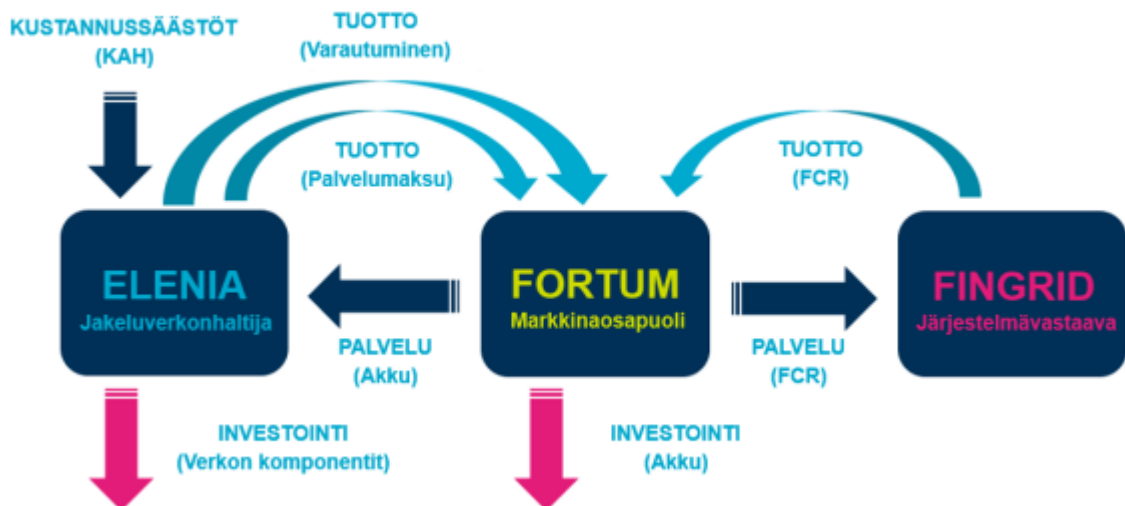 KUSTANNUSSÄÄSTÖT
(KAH)
TUOTTO
(Varautuminen)
TUOTTO
(Palvelumaksu)
TUOTTO
(FCR)
ELENIA
Jakeluverkonhaltija
FORTUM
Markkinaosapuoli
FINGRID
Järjestelmävastaava
PALVELU
(Akku)
PALVELU
(FCR)
INVESTOINTI
(Verkon komponentit)
INVESTOINTI
(Akku)